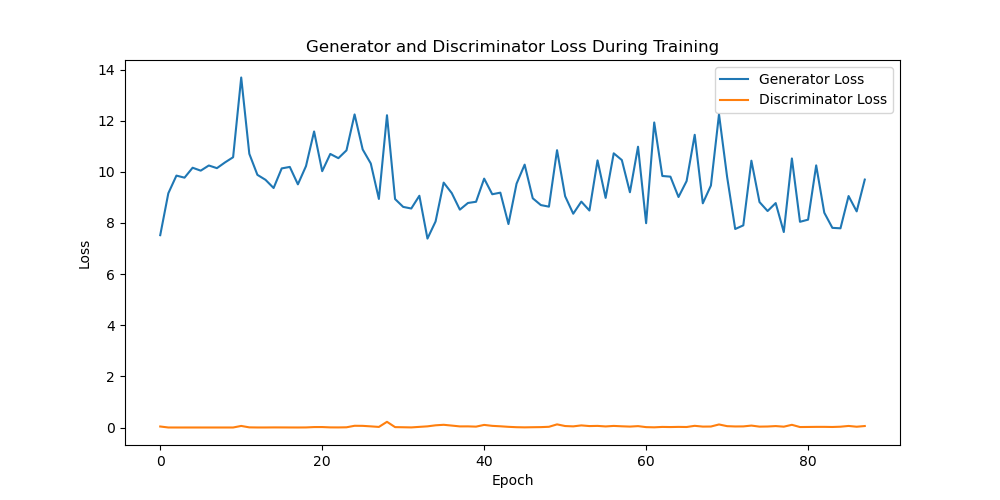 Generator and Discriminator Loss During Training
Generator Loss
Discriminator Loss
14
12
10
8
6
4
2
0
Loss
0 20 40 60 80
Epoch